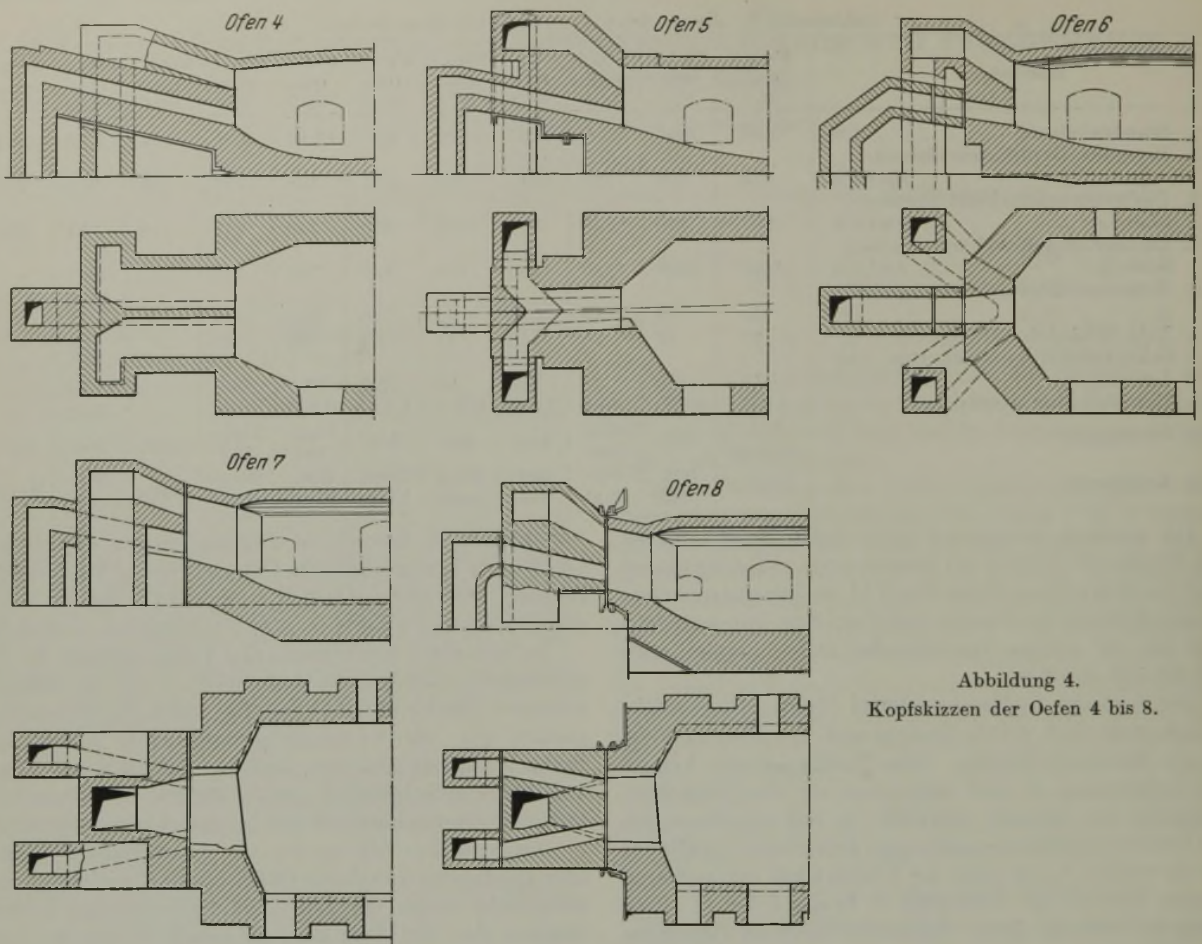 Ofen 4
Ofen 5
Ofen 6
Ofen 7
Ofen 8
Abbildung 4.
Kopfskizzen der Oefen 4 bis 8.